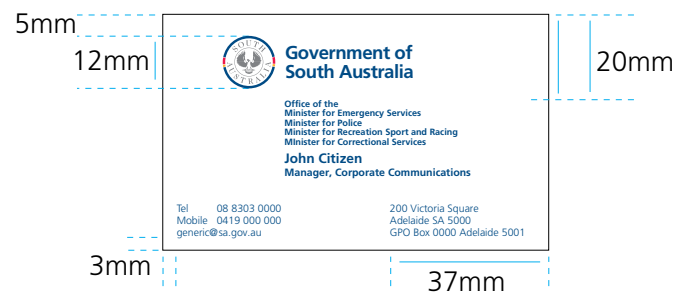 5mm
12mm
20mm
SOUTH
AUSTRALIA
Government of
South Australia
Office of the
Minister for Emergency Services
Minister for Police
Minister for Recreation Sport and Racing
MInister for Correctional Services
John Citizen
Manager, Corporate Communications
Tel 08 8303 0000
Mobile 0419 000 000
generic@sa.gov.au
200 Victoria Square
Adelaide SA 5000
GPO Box 0000 Adelaide 5001
3mm
37mm